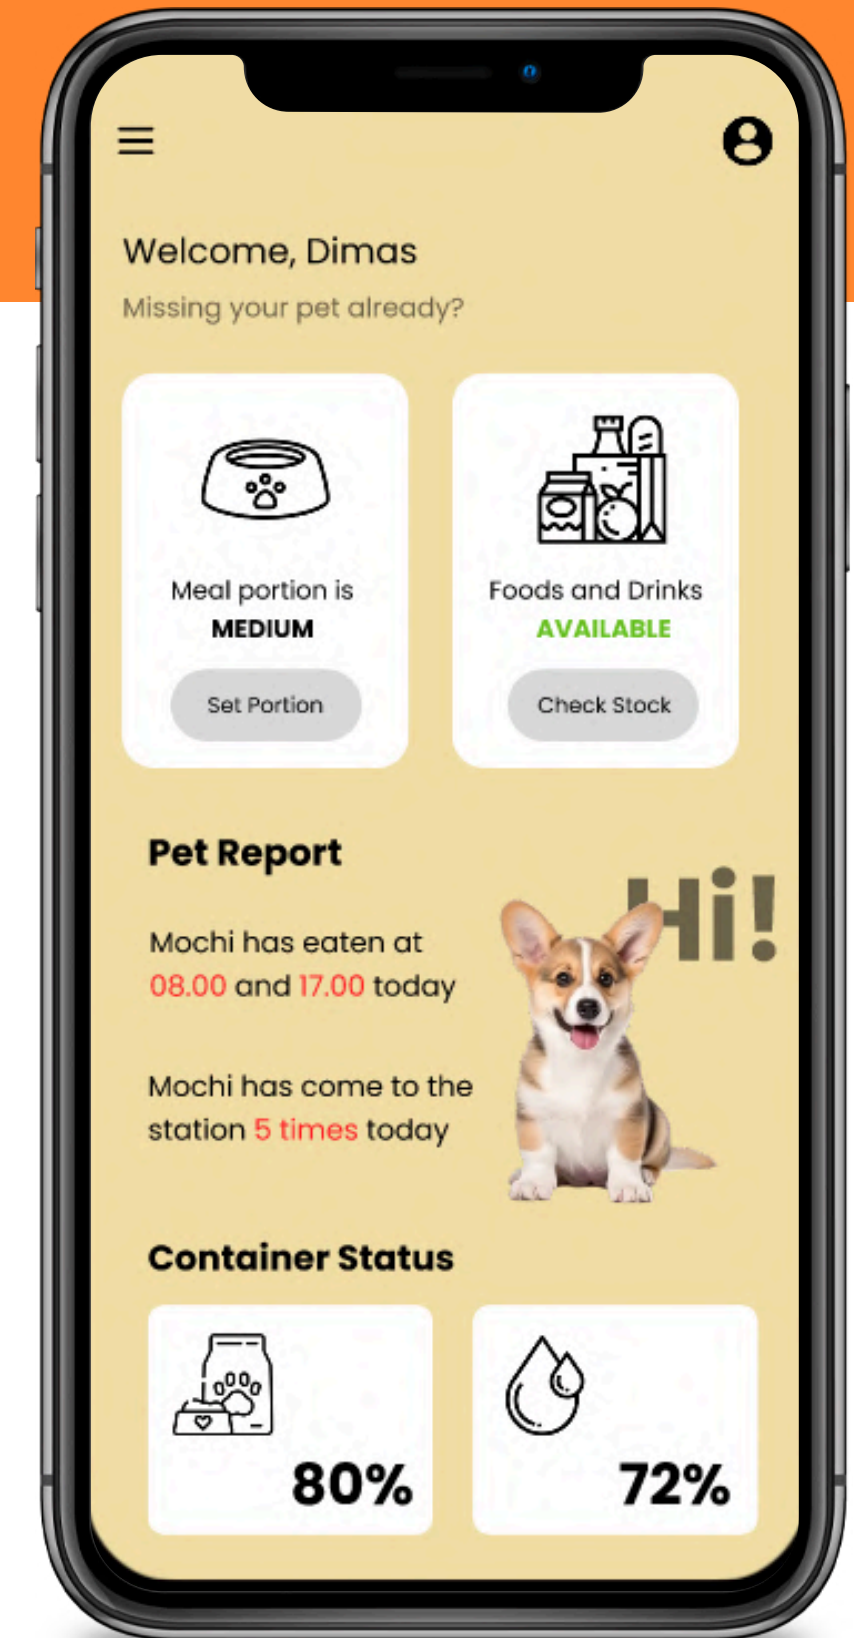 Welcome, Dimas
Missing your pet already?
Meal portion is
MEDIUM
Set Portion
Foods and Drinks
AVAILABLE
Check Stock
Pet Report
Hi!
Mochi has eaten at
08.00 and 17.00 today
Mochi has come to the
station 5 times today
Container Status
80%
72%